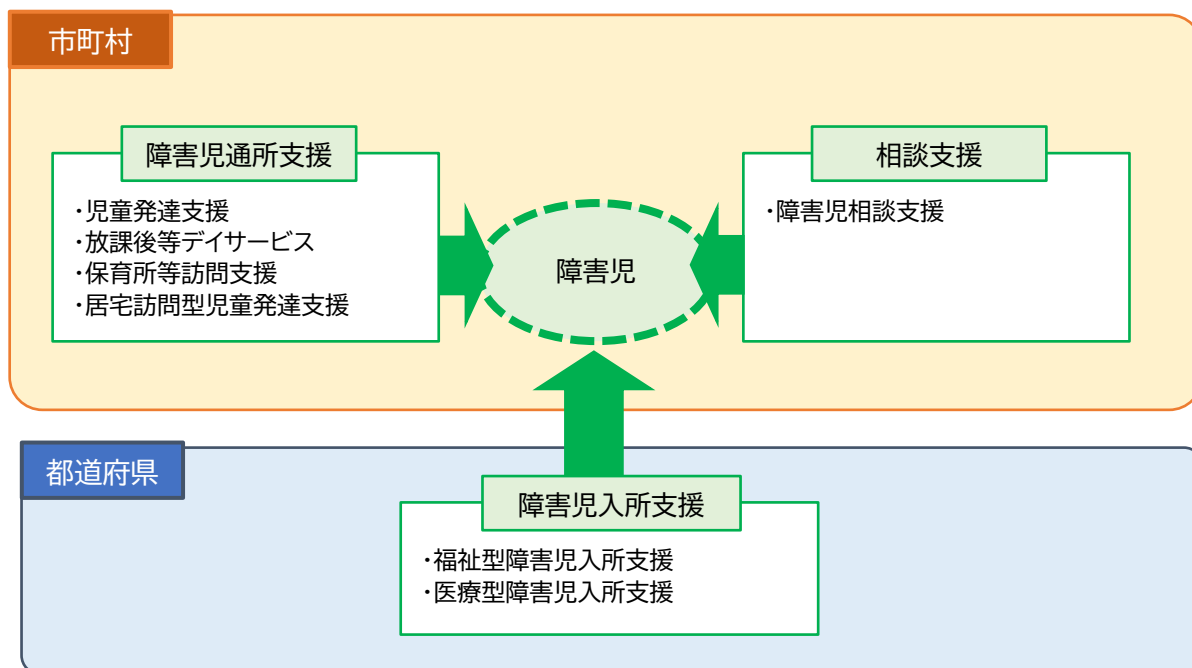 市町村
障害児通所支援
・児童発達支援
・放課後等デイサービス
・保育所等訪問支援
・居宅訪問型児童発達支援
障害児
相談支援
・障害児相談支援
都道府県
障害児入所支援
・福祉型障害児入所支援
・医療型障害児入所支援